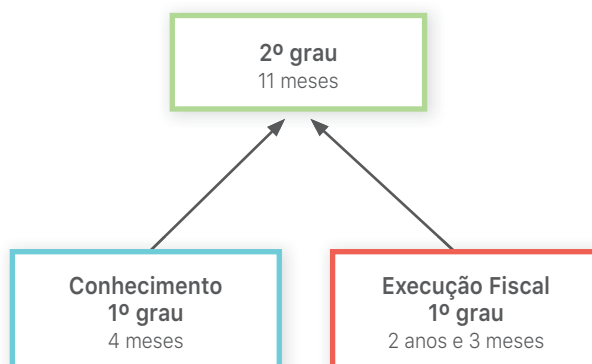 2º grau
11 meses
Conhecimento
1º grau
4 meses
Execução Fiscal
1º grau
2 anos e 3 meses